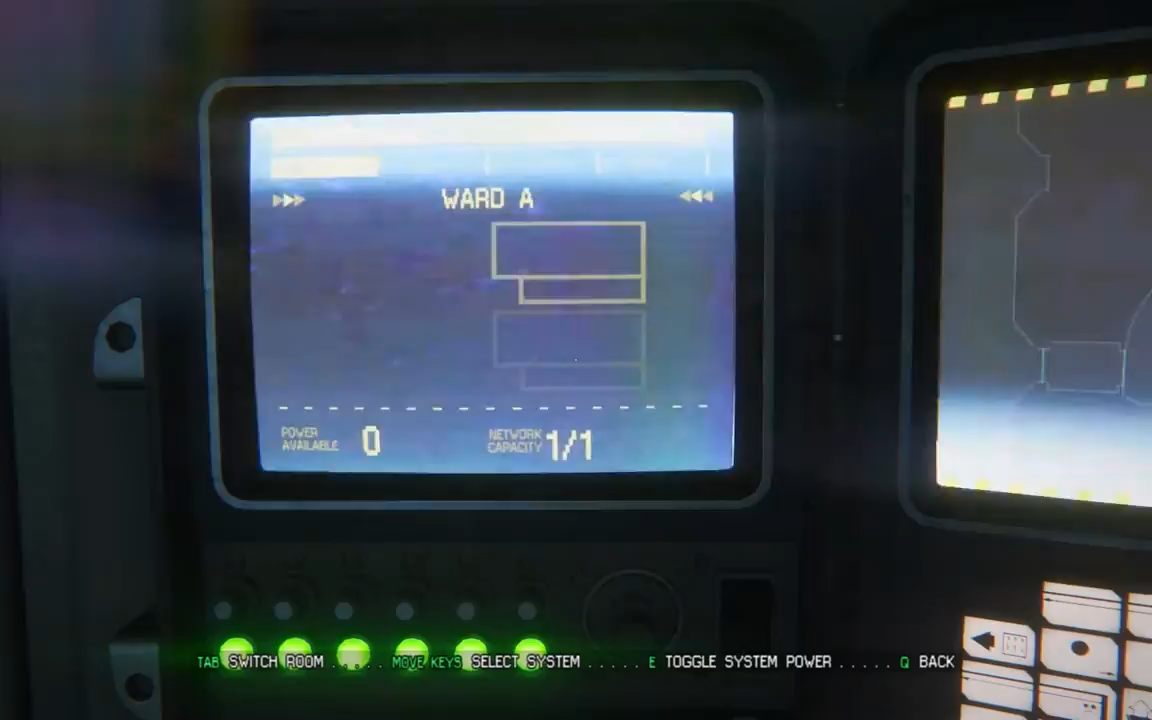 WARD A
POWER AVAILABLE 0
NETWORK CAPACITY 1/1
TAB SWITCH ROOM ..... MOVE KEYS SELECT SYSTEM ..... E TOGGLE SYSTEM POWER ..... Q BACK